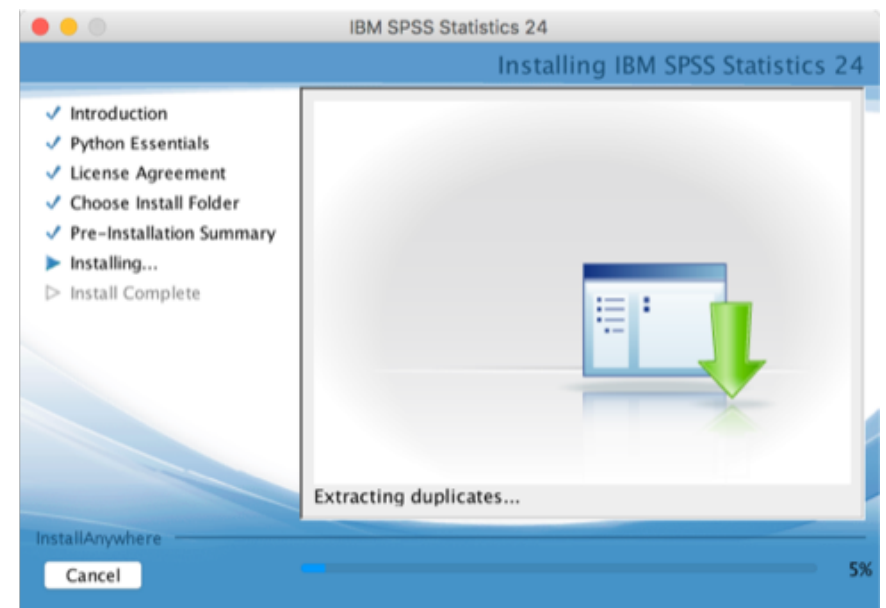 IBM SPSS Statistics 24
Installing IBM SPSS Statistics 24
Introduction
Python Essentials
License Agreement
Choose Install Folder
Pre-Installation Summary
Installing...
Install Complete
Extracting duplicates...
InstallAnywhere
Cancel
5%